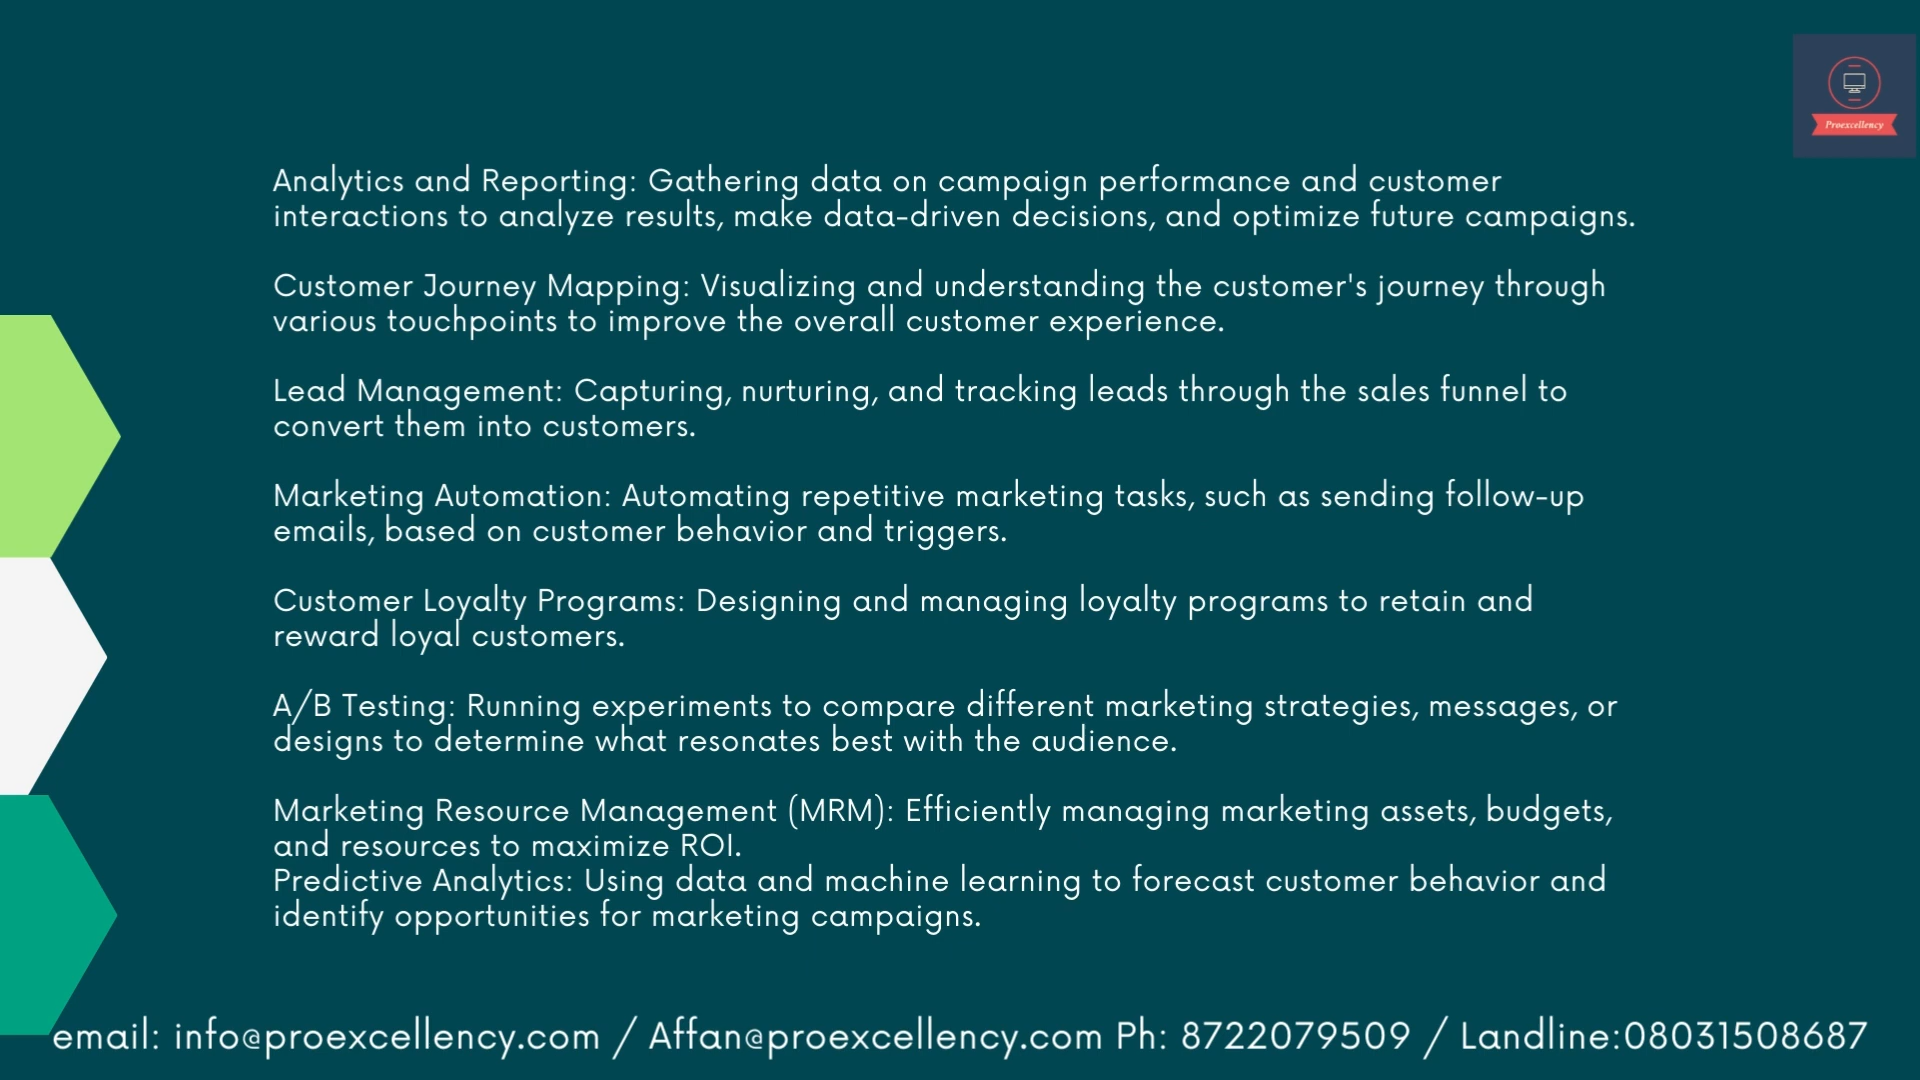 Proexcellency
Analytics and Reporting: Gathering data on campaign performance and customer
interactions to analyze results, make data-driven decisions, and optimize future campaigns.
Customer Journey Mapping: Visualizing and understanding the customer's journey through
various touchpoints to improve the overall customer experience.
Lead Management: Capturing, nurturing, and tracking leads through the sales funnel to
convert them into customers.
Marketing Automation: Automating repetitive marketing tasks, such as sending follow-up
emails, based on customer behavior and triggers.
Customer Loyalty Programs: Designing and managing loyalty programs to retain and
reward loyal customers.
A/B Testing: Running experiments to compare different marketing strategies, messages, or
designs to determine what resonates best with the audience.
Marketing Resource Management (MRM): Efficiently managing marketing assets, budgets,
and resources to maximize ROI.
Predictive Analytics: Using data and machine learning to forecast customer behavior and
identify opportunities for marketing campaigns.
email: info@proexcellency.com / Affan@proexcellency.com Ph: 8722079509 / Landline:08031508687